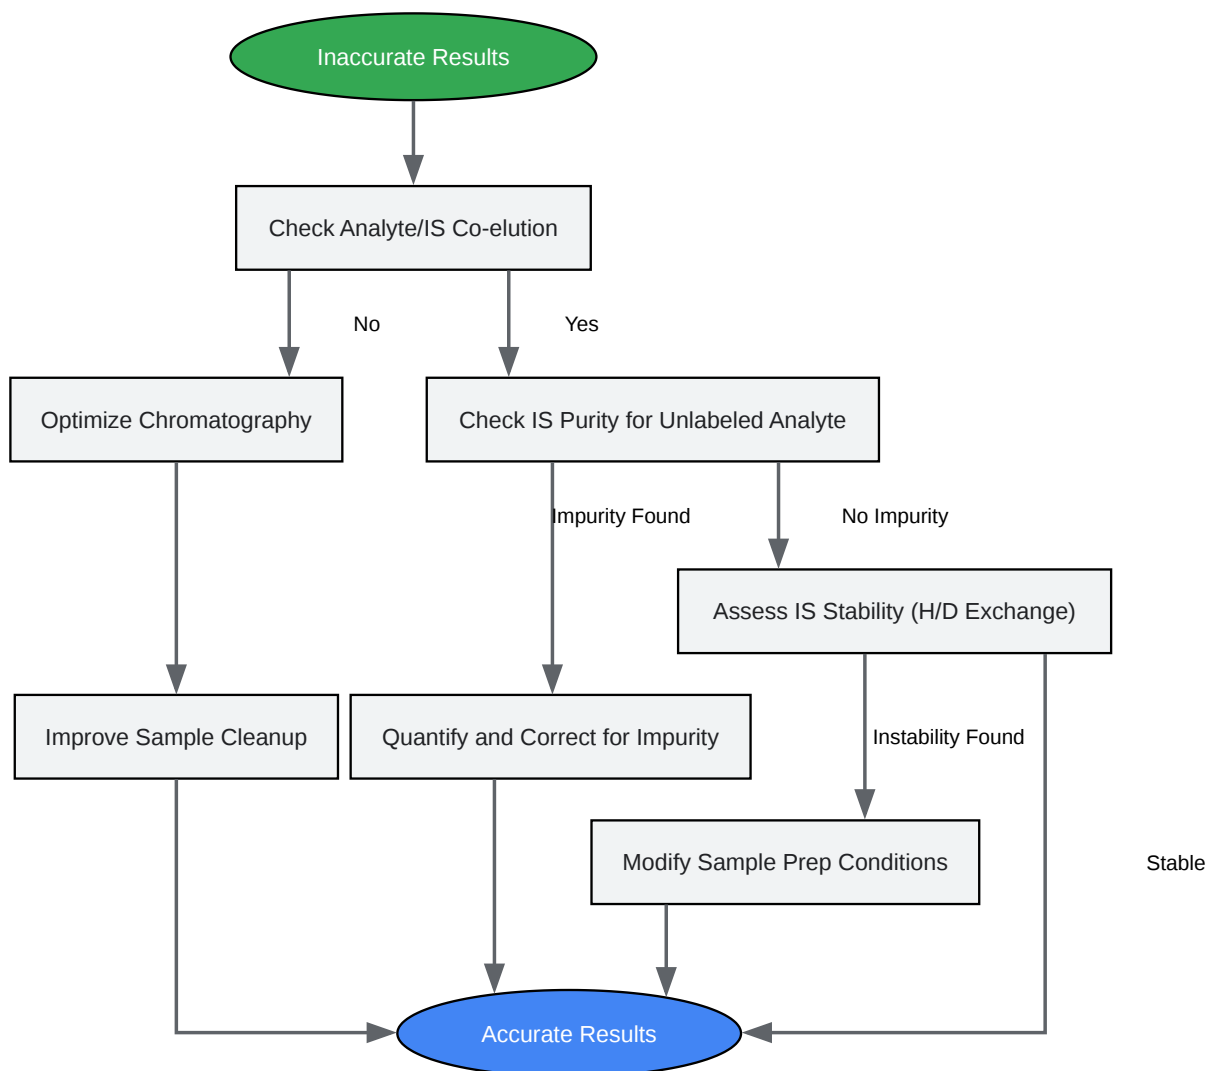 Inaccurate Results
Check Analyte/IS Co-elution
No
Yes
Optimize Chromatography
Check IS Purity for Unlabeled Analyte
Impurity Found
No Impurity
Assess IS Stability (H/D Exchange)
Improve Sample Cleanup
Quantify and Correct for Impurity
Instability Found
Modify Sample Prep Conditions
Stable
Accurate Results